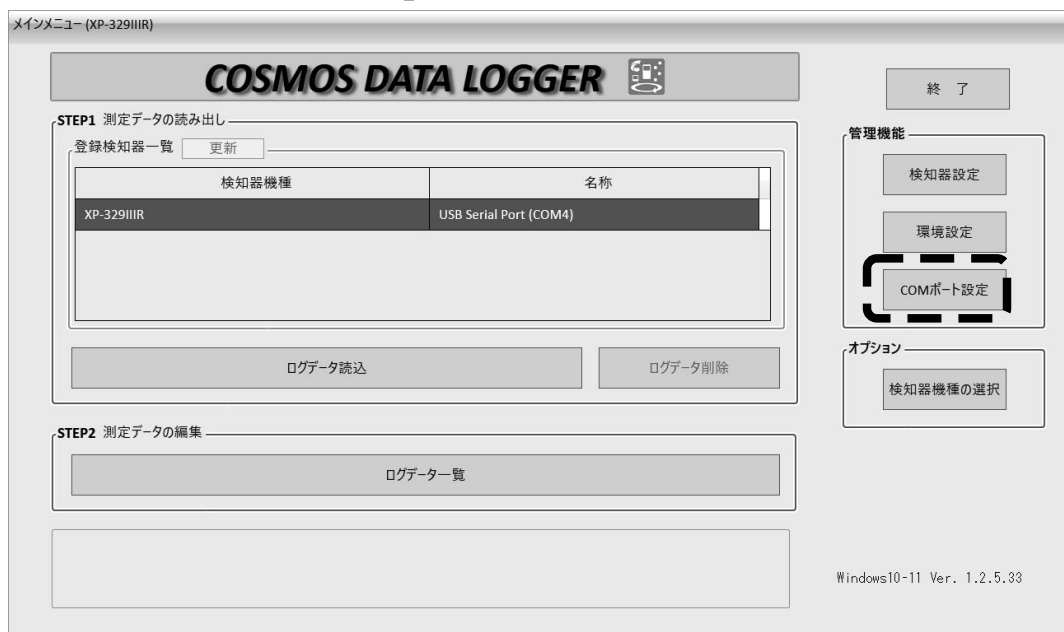 メインメニュー (XP-329IIIR)
COSMOS DATA LOGGER
終 了
STEP1 測定データの読み出し
登録検知器一覧 更新
検知器機種 名称
XP-329IIIR USB Serial Port (COM4)
ログデータ読込 ログデータ削除
管理機能
検知器設定
環境設定
COMポート設定
オプション
検知器機種の選択
STEP2 測定データの編集
ログデータ一覧
Windows10-11 Ver. 1.2.5.33